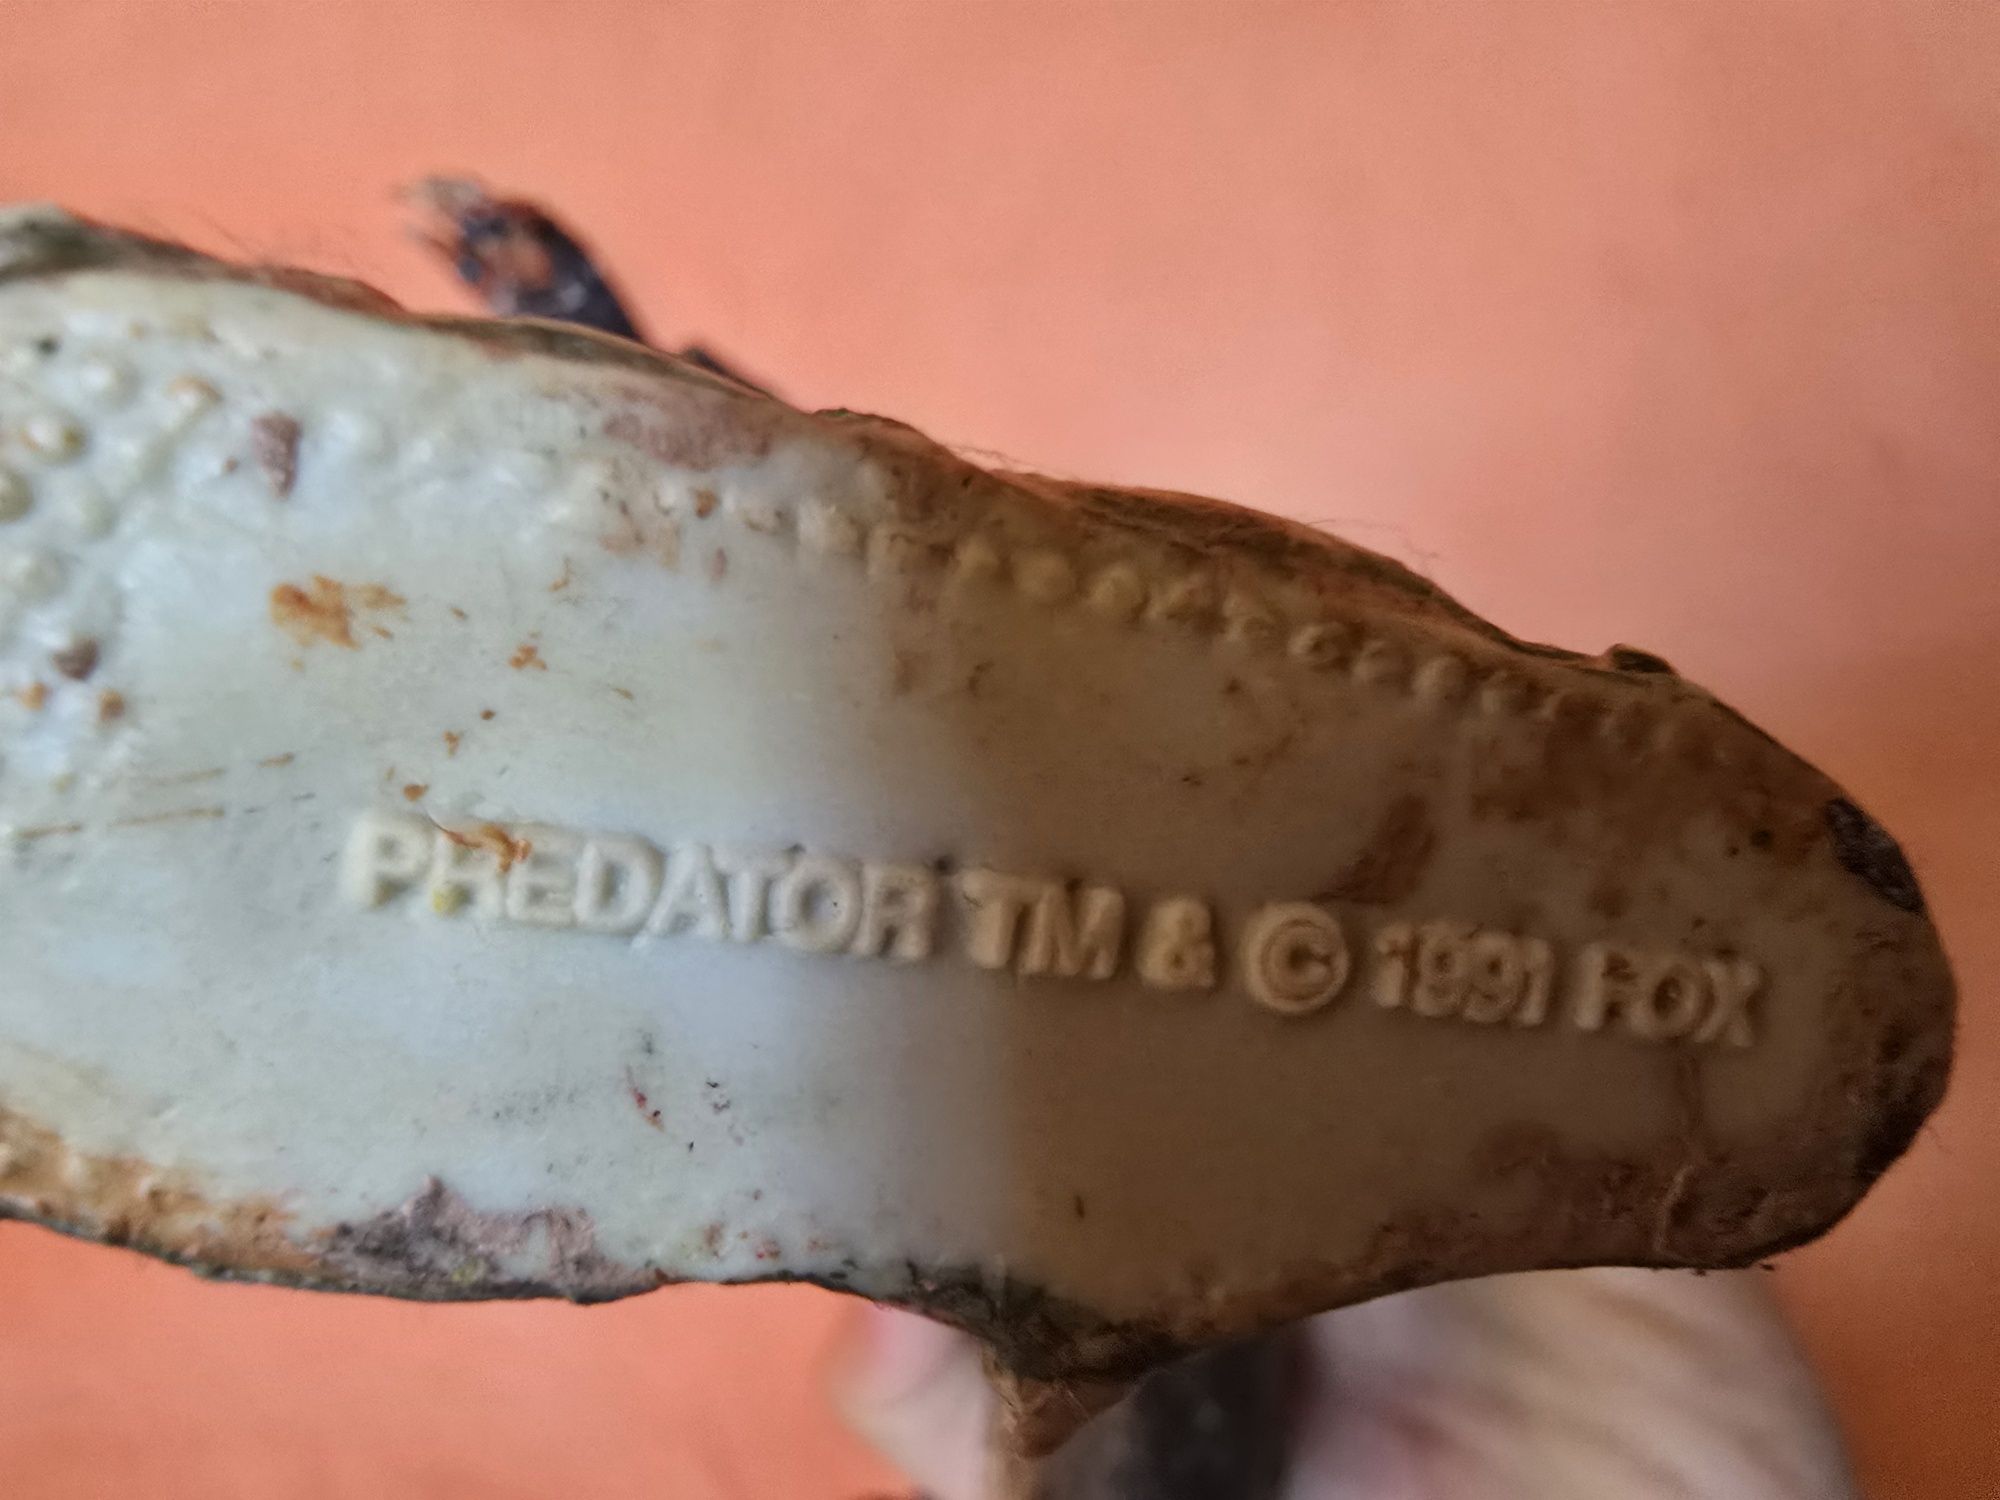 PREDATOR TM & © 1991 FOX